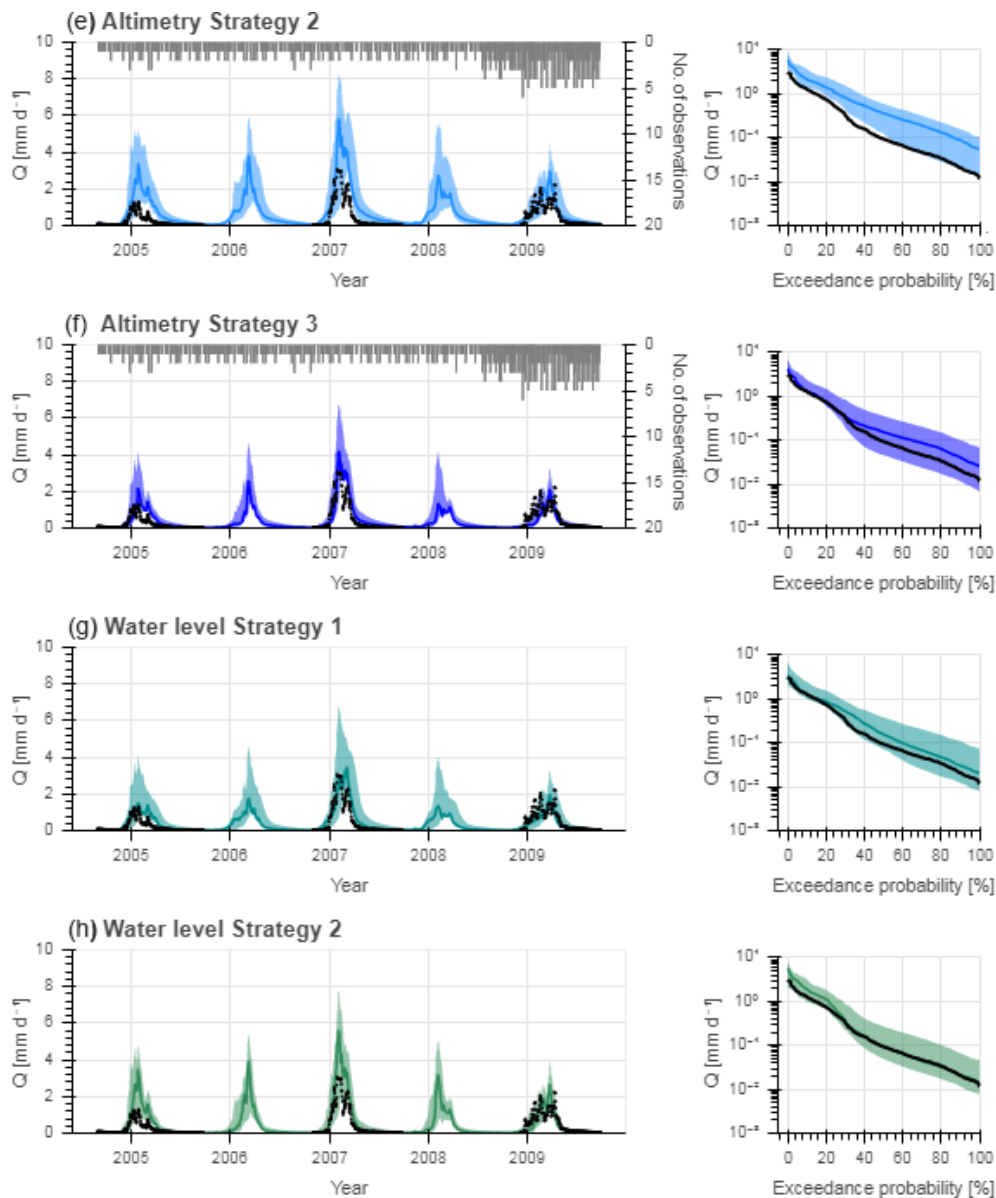 (e) Altimetry Strategy 2
10
8
6
4
2
0
Q [mm d⁻¹]
2005 2006 2007 2008 2009
Year
0
5
10
15
20
No. of observations
10¹
10⁰
10⁻¹
10⁻²
10⁻³
Q [mm d⁻¹]
0 20 40 60 80 100
Exceedance probability [%]
(f) Altimetry Strategy 3
10
8
6
4
2
0
Q [mm d⁻¹]
2005 2006 2007 2008 2009
Year
0
5
10
15
20
No. of observations
10¹
10⁰
10⁻¹
10⁻²
10⁻³
Q [mm d⁻¹]
0 20 40 60 80 100
Exceedance probability [%]
(g) Water level Strategy 1
10
8
6
4
2
0
Q [mm d⁻¹]
2005 2006 2007 2008 2009
Year
10¹
10⁰
10⁻¹
10⁻²
10⁻³
Q [mm d⁻¹]
0 20 40 60 80 100
Exceedance probability [%]
(h) Water level Strategy 2
10
8
6
4
2
0
Q [mm d⁻¹]
2005 2006 2007 2008 2009
Year
10¹
10⁰
10⁻¹
10⁻²
10⁻³
Q [mm d⁻¹]
0 20 40 60 80 100
Exceedance probability [%]